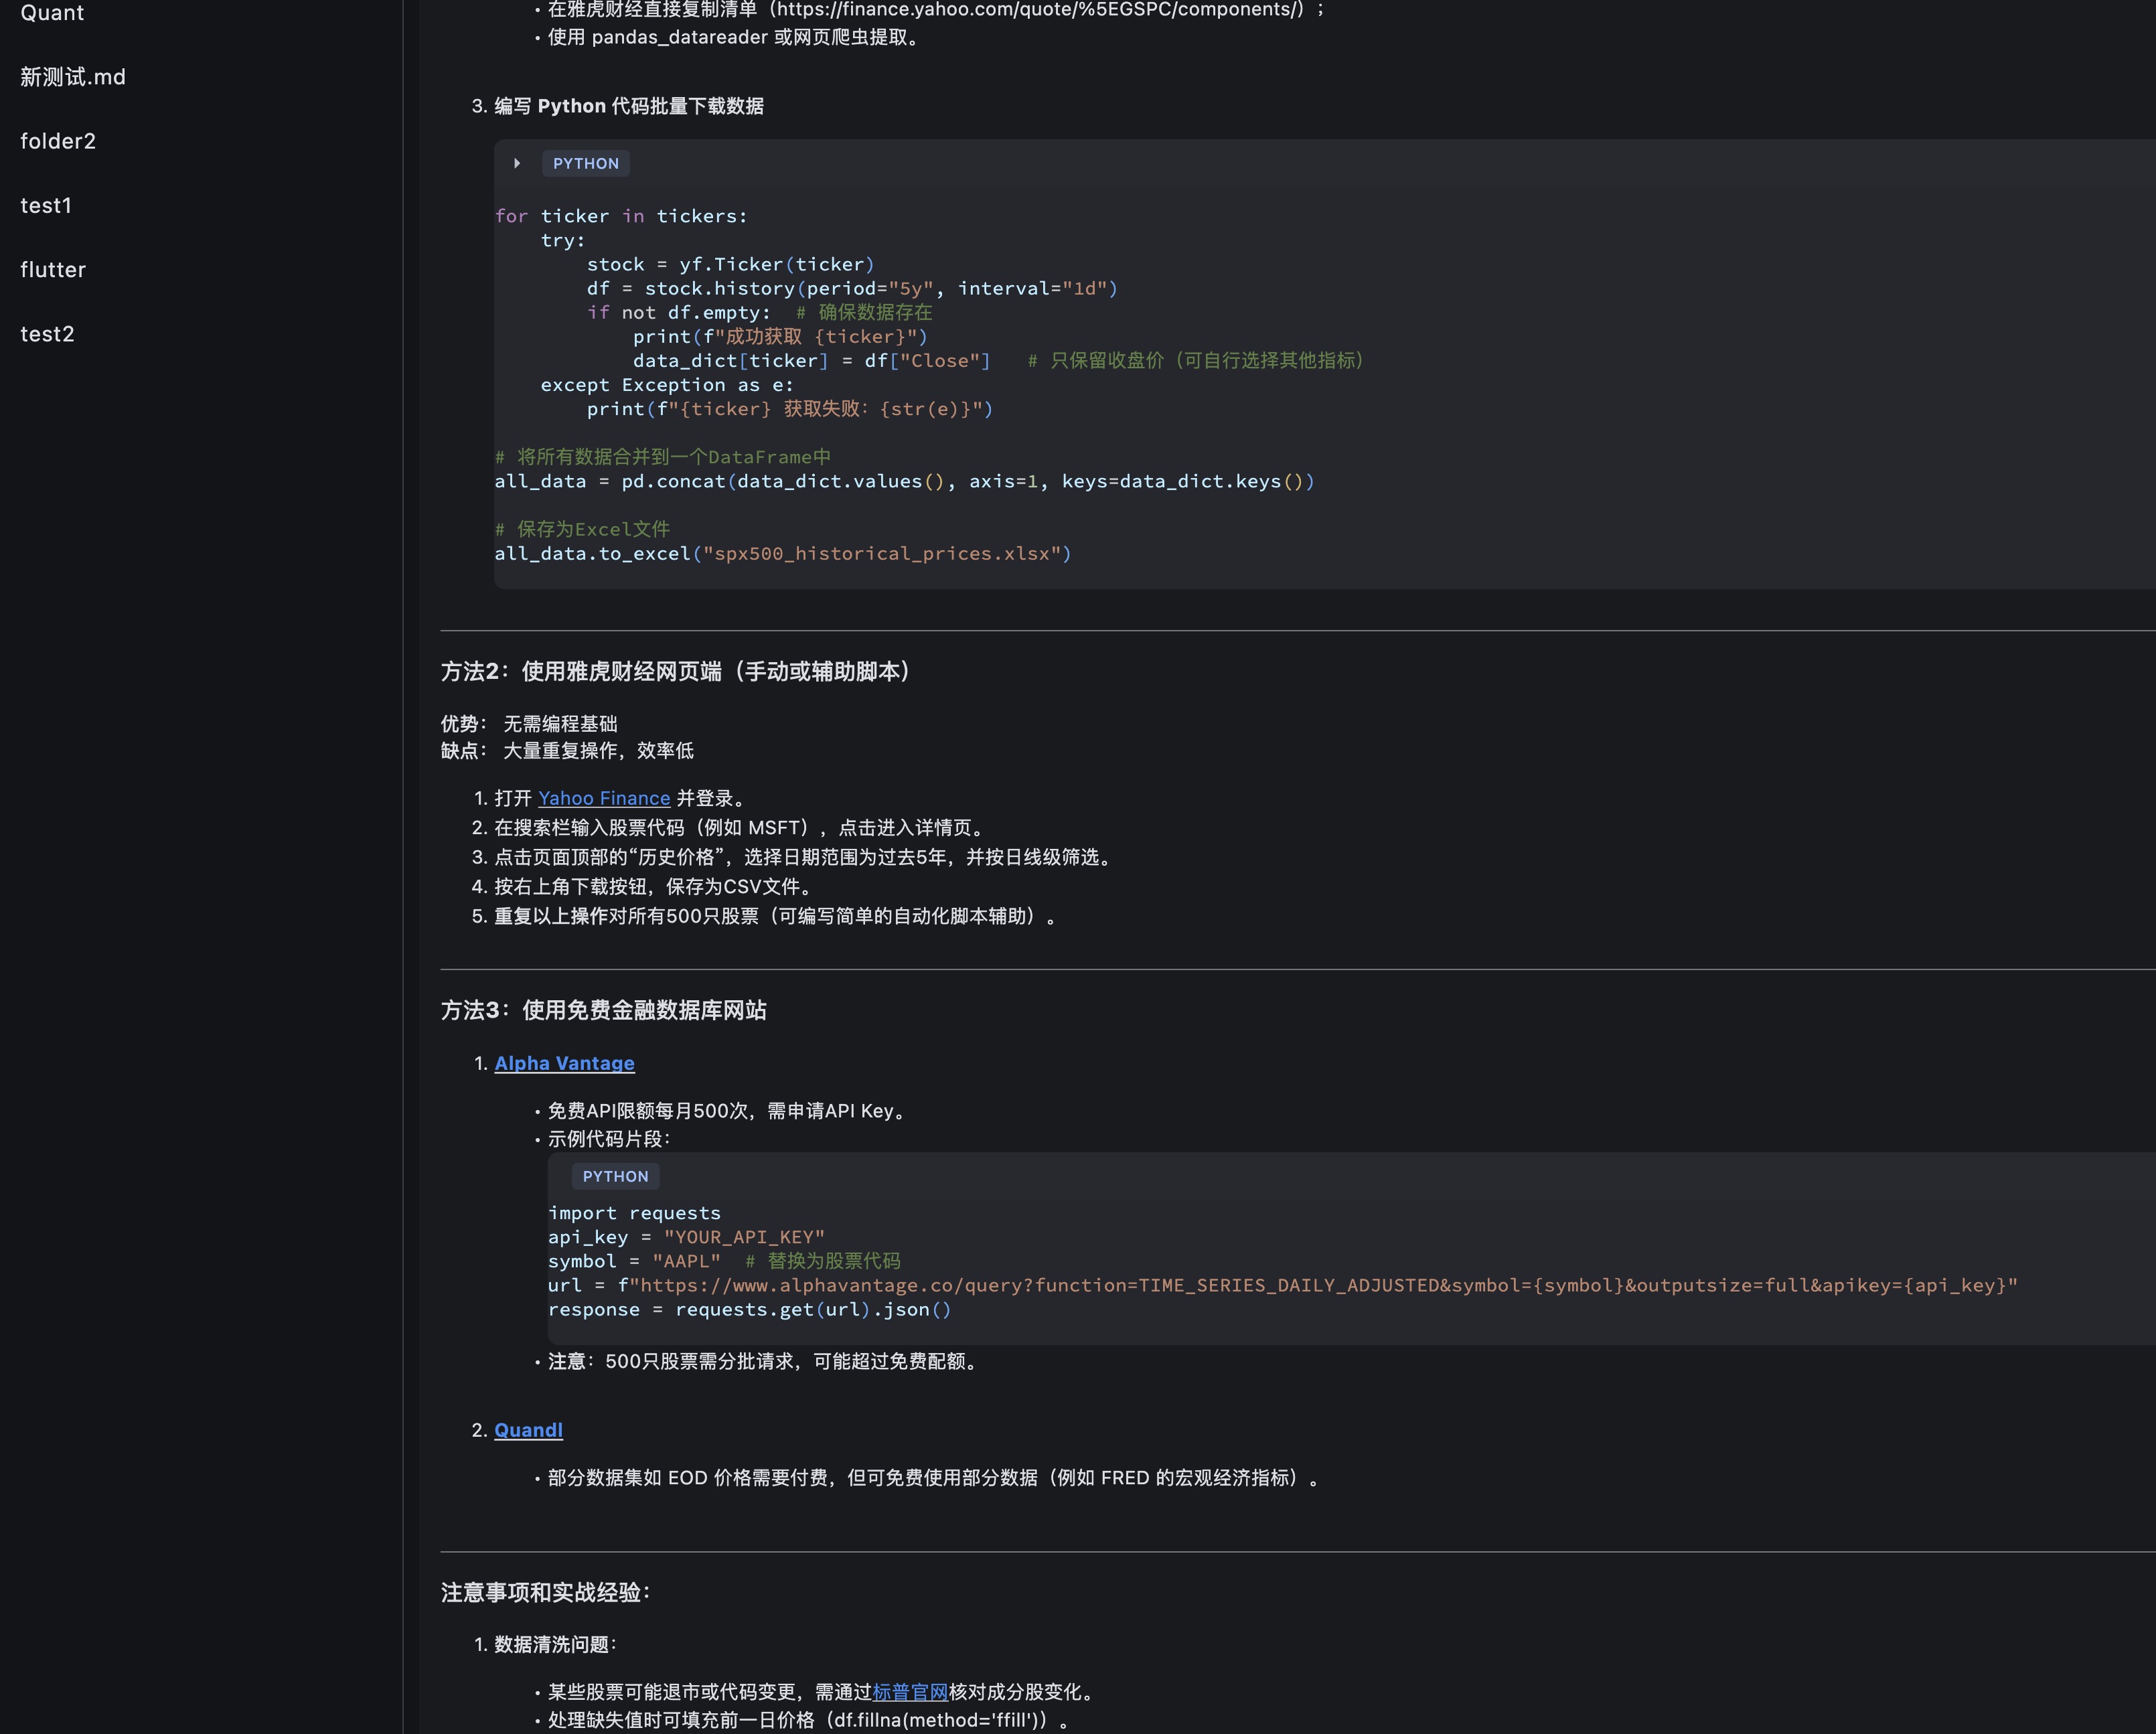 Quant
新测试.md
folder2
test1
flutter
test2
• 在雅虎财经直接复制清单（https://finance.yahoo.com/quote/%5EGSPC/components/）；
• 使用 pandas_datareader 或网页爬虫提取。
3. 编写 Python 代码批量下载数据
PYTHON
for ticker in tickers:
    try:
        stock = yf.Ticker(ticker)
        df = stock.history(period="5y", interval="1d")
        if not df.empty:  # 确保数据存在
            print(f"成功获取 {ticker}")
            data_dict[ticker] = df["Close"]   # 只保留收盘价（可自行选择其他指标）
    except Exception as e:
        print(f"{ticker} 获取失败：{str(e)}")
# 将所有数据合并到一个DataFrame中
all_data = pd.concat(data_dict.values(), axis=1, keys=data_dict.keys())
# 保存为Excel文件
all_data.to_excel("spx500_historical_prices.xlsx")
方法2：使用雅虎财经网页端（手动或辅助脚本）
优势： 无需编程基础
缺点： 大量重复操作，效率低
1. 打开 Yahoo Finance 并登录。
2. 在搜索栏输入股票代码（例如 MSFT），点击进入详情页。
3. 点击页面顶部的“历史价格”，选择日期范围为过去5年，并按日线级筛选。
4. 按右上角下载按钮，保存为CSV文件。
5. 重复以上操作对所有500只股票（可编写简单的自动化脚本辅助）。
方法3：使用免费金融数据库网站
1. Alpha Vantage
• 免费API限额每月500次，需申请API Key。
• 示例代码片段：
PYTHON
import requests
api_key = "YOUR_API_KEY"
symbol = "AAPL"  # 替换为股票代码
url = f"https://www.alphavantage.co/query?function=TIME_SERIES_DAILY_ADJUSTED&symbol={symbol}&outputsize=full&apikey={api_key}"
response = requests.get(url).json()
• 注意：500只股票需分批请求，可能超过免费配额。
2. Quandl
• 部分数据集如 EOD 价格需要付费，但可免费使用部分数据（例如 FRED 的宏观经济指标）。
注意事项和实战经验：
1. 数据清洗问题：
• 某些股票可能退市或代码变更，需通过标普官网核对成分股变化。
• 处理缺失值时可填充前一日价格（df.fillna(method='ffill')）。